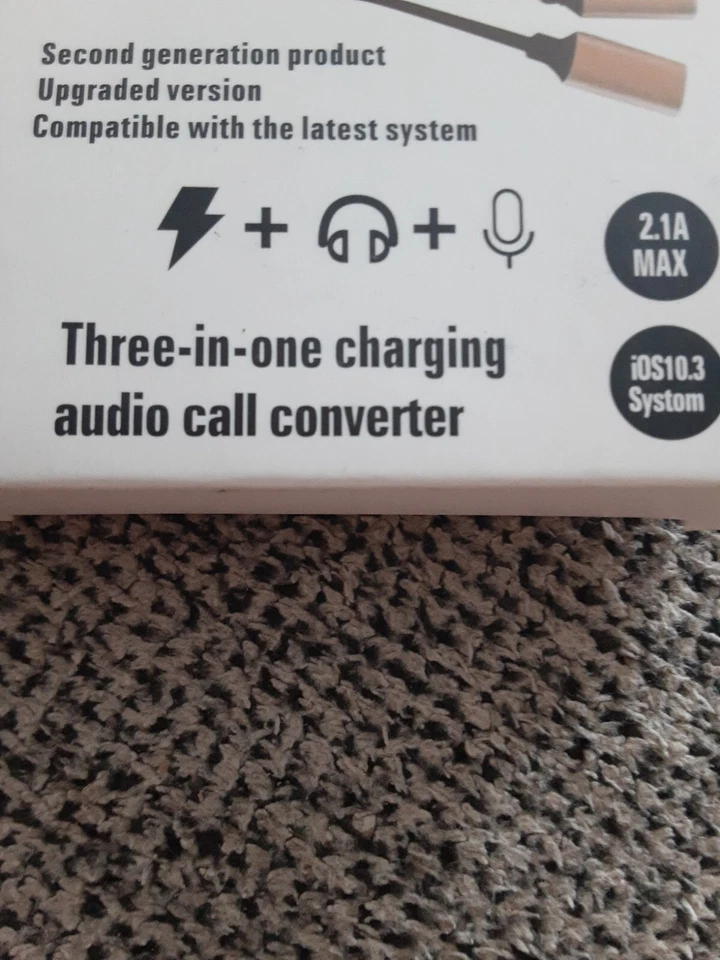 Second generation product
Upgraded version
Compatible with the latest system
2.1A
MAX
Three-in-one charging
audio call converter
iOS10.3
Systom